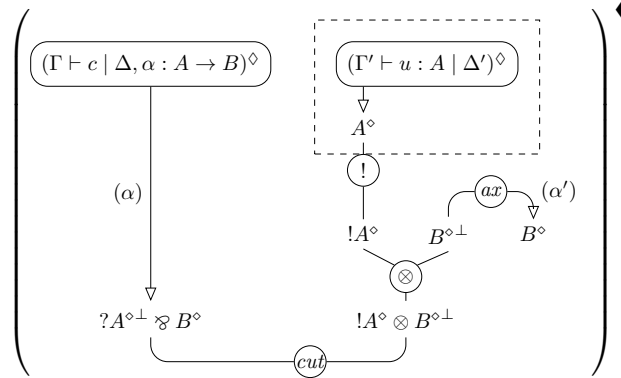 (Γ ⊢ c | Δ, α : A → B)^◇ (Γ′ ⊢ u : A | Δ′)^◇
A^⋄
!
(α) ax (α′)
!A^⋄ B^⋄⊥ B^⋄
⊗
?A^⋄⊥ ⅋ B^⋄ !A^⋄ ⊗ B^⋄⊥
cut